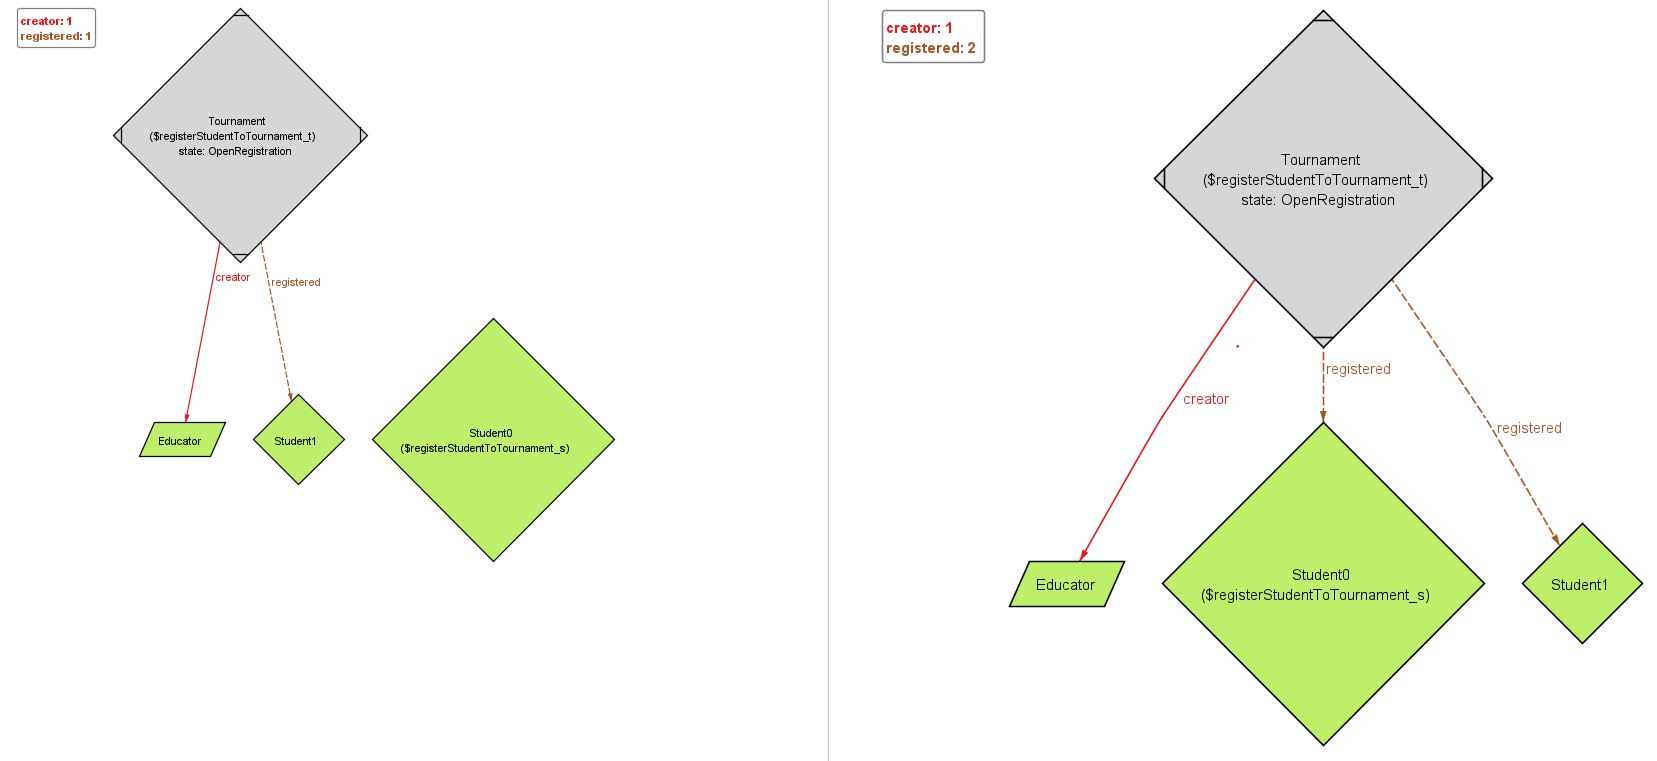 creator: 1
registered: 1
Tournament
($registerStudentToTournament_t)
state: OpenRegistration
creator
registered
Educator
Student1
Student0
($registerStudentToTournament_s)
creator: 1
registered: 2
Tournament
($registerStudentToTournament_t)
state: OpenRegistration
registered
creator
registered
Educator
Student0
($registerStudentToTournament_s)
Student1